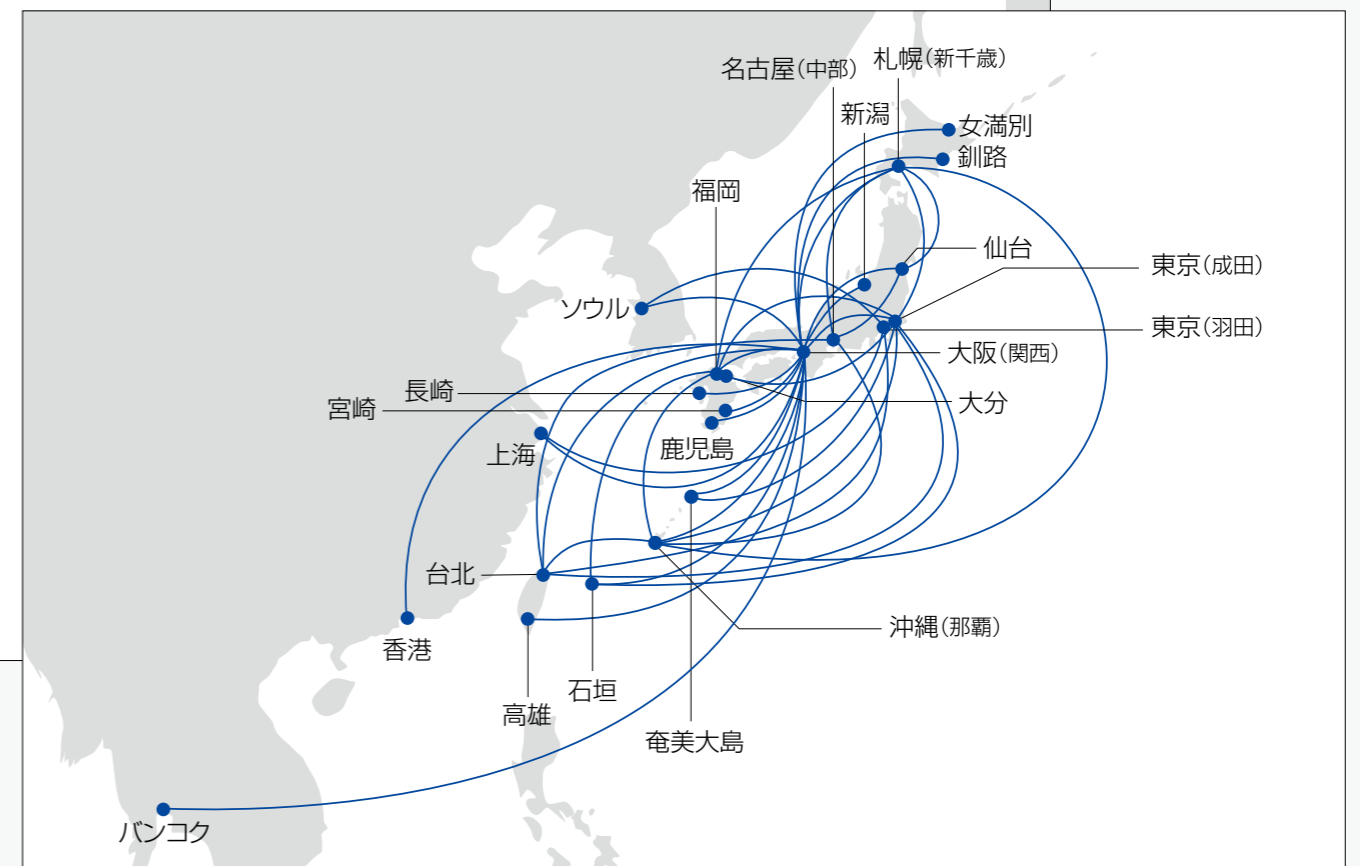 名古屋(中部)
札幌(新千歳)
新潟
女満別
釧路
福岡
仙台
東京(成田)
ソウル
東京(羽田)
大阪(関西)
長崎
宮崎
大分
鹿児島
上海
台北
沖縄(那覇)
香港
石垣
高雄
奄美大島
バンコク